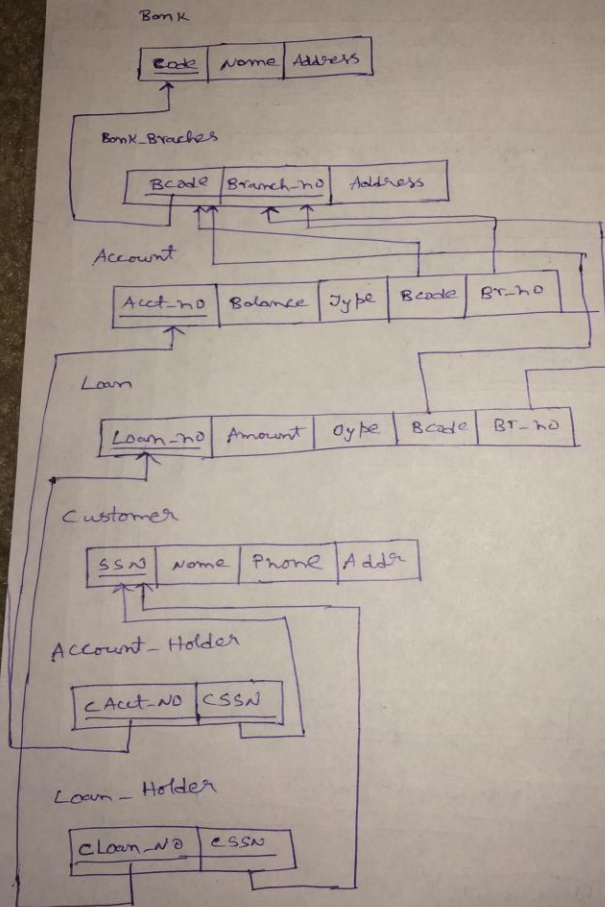 Bank
Code Name Address
Bank_Braches
Bcode Branch_no Address
Account
Acct_no Balance Type Bcode Br_no
Loan
Loan_no Amount Type Bcode Br_no
Customer
SSN Name Phone Addr
Account_Holder
CAcct_NO CSSN
Loan_Holder
CLoan_NO CSSN